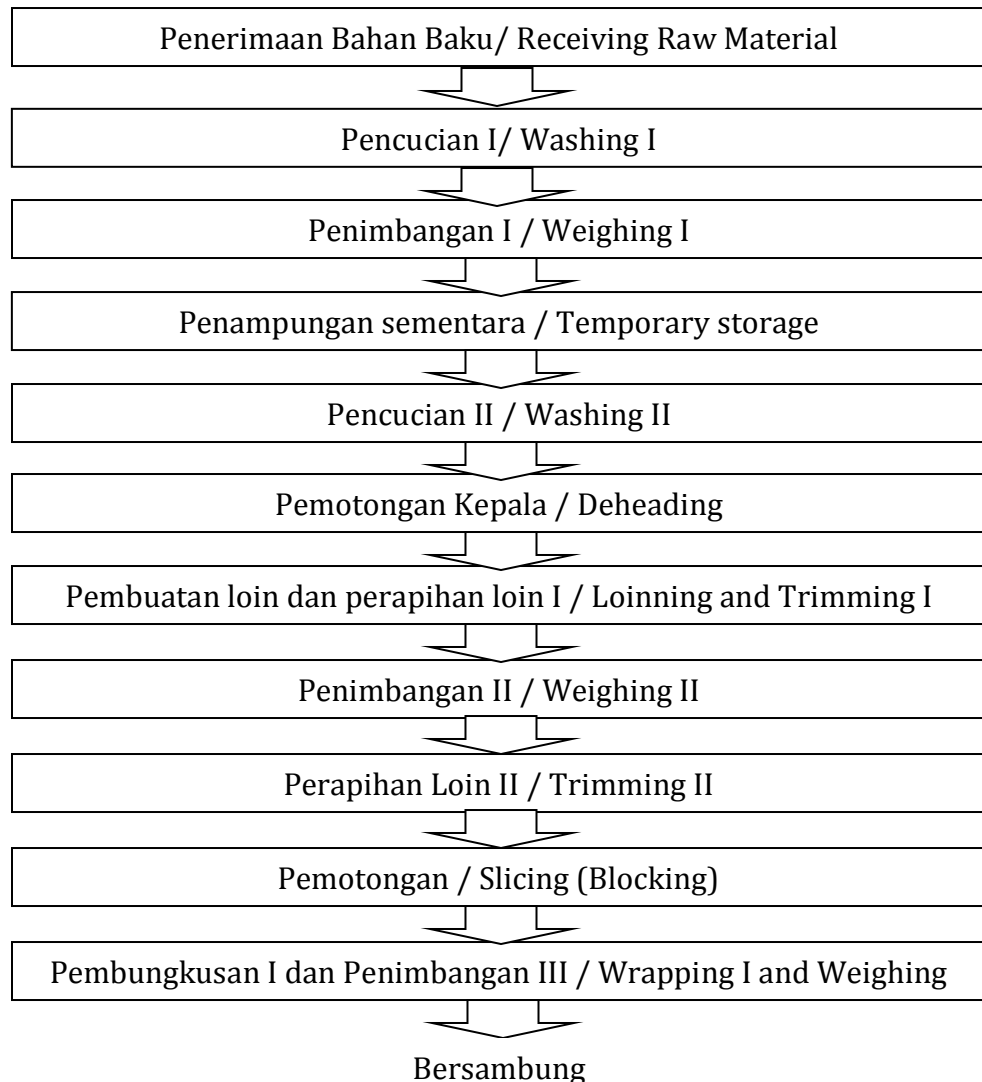 Penerimaan Bahan Baku/ Receiving Raw Material
Pencucian I/ Washing I
Penimbangan I / Weighing I
Penampungan sementara / Temporary storage
Pencucian II / Washing II
Pemotongan Kepala / Deheading
Pembuatan loin dan perapihan loin I / Loinning and Trimming I
Penimbangan II / Weighing II
Perapihan Loin II / Trimming II
Pemotongan / Slicing (Blocking)
Pembungkusan I dan Penimbangan III / Wrapping I and Weighing
Bersambung